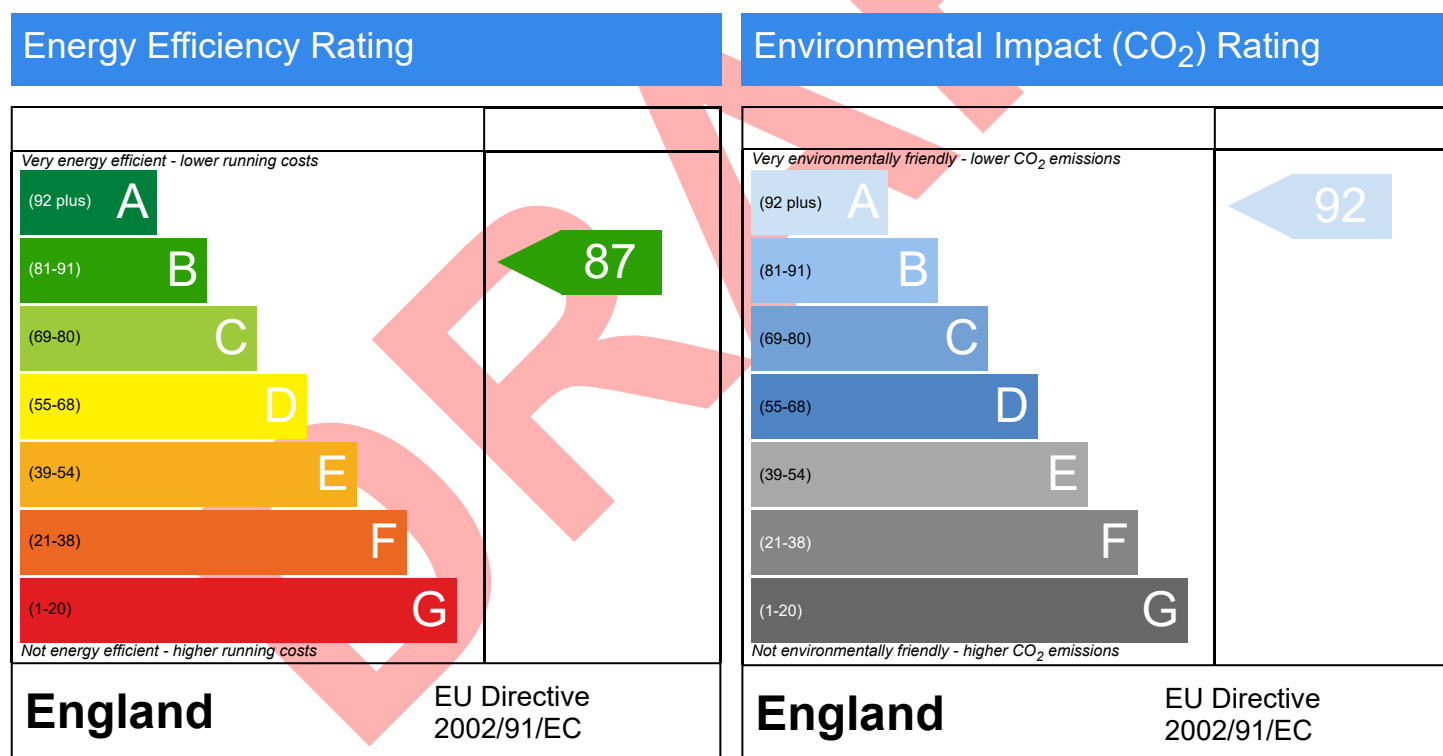 Energy Efficiency Rating
Very energy efficient - lower running costs
(92 plus) A
(81-91) B
(69-80) C
(55-68) D
(39-54) E
(21-38) F
(1-20) G
87
Not energy efficient - higher running costs
England
EU Directive
2002/91/EC
Environmental Impact (CO2) Rating
Very environmentally friendly - lower CO2 emissions
(92 plus) A
(81-91) B
(69-80) C
(55-68) D
(39-54) E
(21-38) F
(1-20) G
92
Not environmentally friendly - higher CO2 emissions
England
EU Directive
2002/91/EC